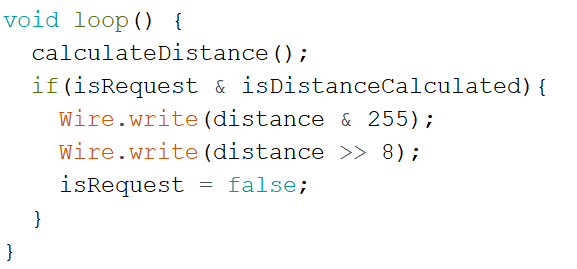 void loop() {
  calculateDistance();
  if(isRequest & isDistanceCalculated){
    Wire.write(distance & 255);
    Wire.write(distance >> 8);
    isRequest = false;
  }
}